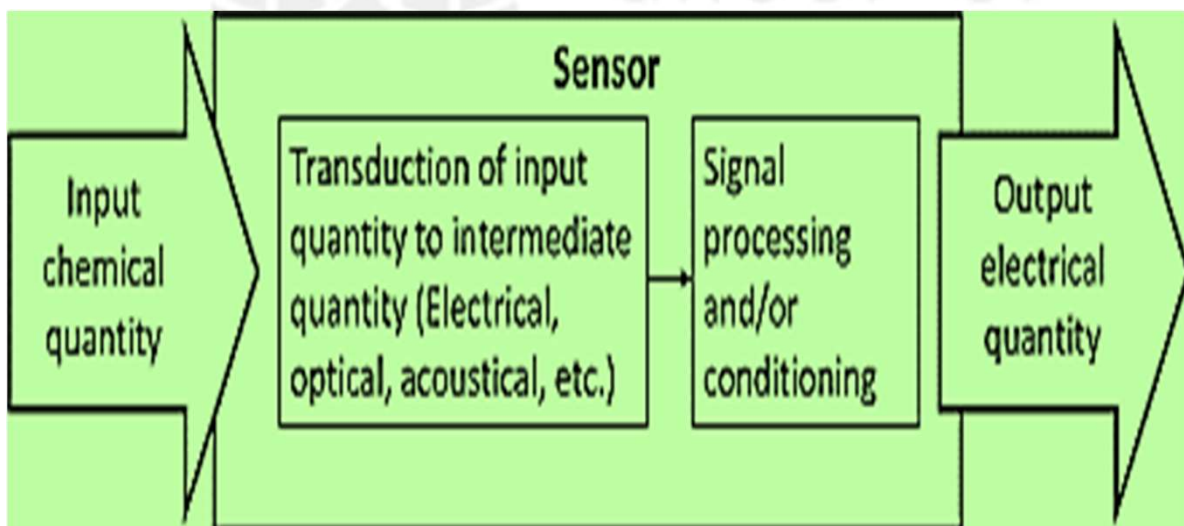 Sensor
Input
chemical
quantity
Transduction of input
quantity to intermediate
quantity (Electrical,
optical, acoustical, etc.)
Signal
processing
and/or
conditioning
Output
electrical
quantity